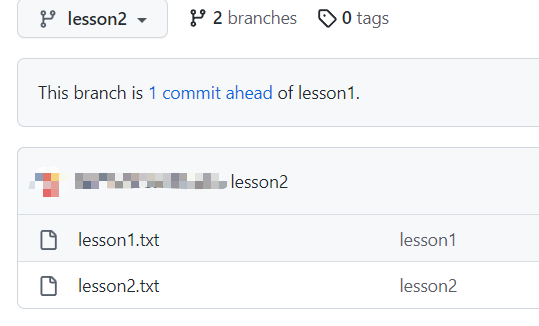 lesson2 2 branches 0 tags
This branch is 1 commit ahead of lesson1.
lesson2
lesson1.txt lesson1
lesson2.txt lesson2